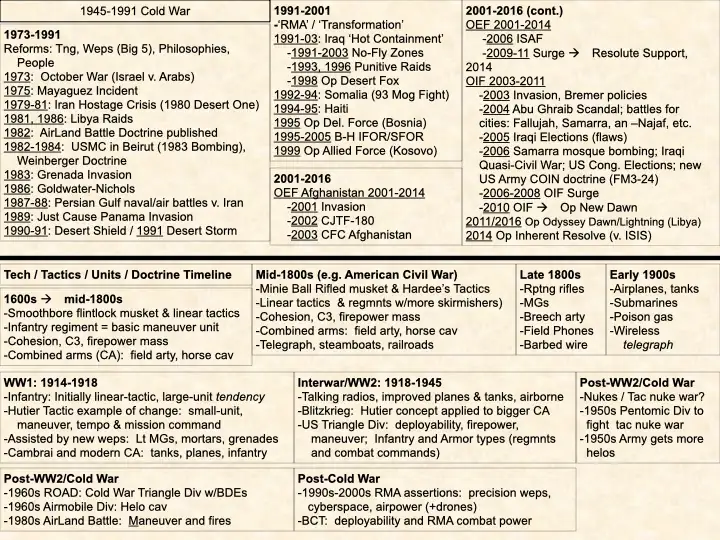 1945-1991 Cold War
1973-1991
Reforms: Tng, Weps (Big 5), Philosophies,
People
1973:  October War (Israel v. Arabs)
1975: Mayaguez Incident
1979-81: Iran Hostage Crisis (1980 Desert One)
1981, 1986: Libya Raids
1982:  AirLand Battle Doctrine published
1982-1984:  USMC in Beirut (1983 Bombing),
Weinberger Doctrine
1983: Grenada Invasion
1986: Goldwater-Nichols
1987-88: Persian Gulf naval/air battles v. Iran
1989: Just Cause Panama Invasion
1990-91: Desert Shield / 1991 Desert Storm
1991-2001
-'RMA' / 'Transformation'
1991-03: Iraq 'Hot Containment'
-1991-2003 No-Fly Zones
-1993, 1996 Punitive Raids
-1998 Op Desert Fox
1992-94: Somalia (93 Mog Fight)
1994-95: Haiti
1995 Op Del. Force (Bosnia)
1995-2005 B-H IFOR/SFOR
1999 Op Allied Force (Kosovo)
2001-2016
OEF Afghanistan 2001-2014
-2001 Invasion
-2002 CJTF-180
-2003 CFC Afghanistan
2001-2016 (cont.)
OEF 2001-2014
-2006 ISAF
-2009-11 Surge → Resolute Support,
2014
OIF 2003-2011
-2003 Invasion, Bremer policies
-2004 Abu Ghraib Scandal; battles for
cities: Fallujah, Samarra, an –Najaf, etc.
-2005 Iraqi Elections (flaws)
-2006 Samarra mosque bombing; Iraqi
Quasi-Civil War; US Cong. Elections; new
US Army COIN doctrine (FM3-24)
-2006-2008 OIF Surge
-2010 OIF → Op New Dawn
2011/2016 Op Odyssey Dawn/Lightning (Libya)
2014 Op Inherent Resolve (v. ISIS)
Tech / Tactics / Units / Doctrine Timeline
1600s → mid-1800s
-Smoothbore flintlock musket & linear tactics
-Infantry regiment = basic maneuver unit
-Cohesion, C3, firepower mass
-Combined arms (CA):  field arty, horse cav
Mid-1800s (e.g. American Civil War)
-Minie Ball Rifled musket & Hardee's Tactics
-Linear tactics  & regmnts w/more skirmishers)
-Cohesion, C3, firepower mass
-Combined arms:  field arty, horse cav
-Telegraph, steamboats, railroads
Late 1800s
-Rptng rifles
-MGs
-Breech arty
-Field Phones
-Barbed wire
Early 1900s
-Airplanes, tanks
-Submarines
-Poison gas
-Wireless
telegraph
WW1: 1914-1918
-Infantry: Initially linear-tactic, large-unit tendency
-Hutier Tactic example of change:  small-unit,
maneuver, tempo & mission command
-Assisted by new weps:  Lt MGs, mortars, grenades
-Cambrai and modern CA:  tanks, planes, infantry
Interwar/WW2: 1918-1945
-Talking radios, improved planes & tanks, airborne
-Blitzkrieg:  Hutier concept applied to bigger CA
-US Triangle Div:  deployability, firepower,
maneuver;  Infantry and Armor types (regmnts
and combat commands)
Post-WW2/Cold War
-Nukes / Tac nuke war?
-1950s Pentomic Div to
fight  tac nuke war
-1950s Army gets more
helos
Post-WW2/Cold War
-1960s ROAD: Cold War Triangle Div w/BDEs
-1960s Airmobile Div: Helo cav
-1980s AirLand Battle:  Maneuver and fires
Post-Cold War
-1990s-2000s RMA assertions:  precision weps,
cyberspace, airpower (+drones)
-BCT:  deployability and RMA combat power